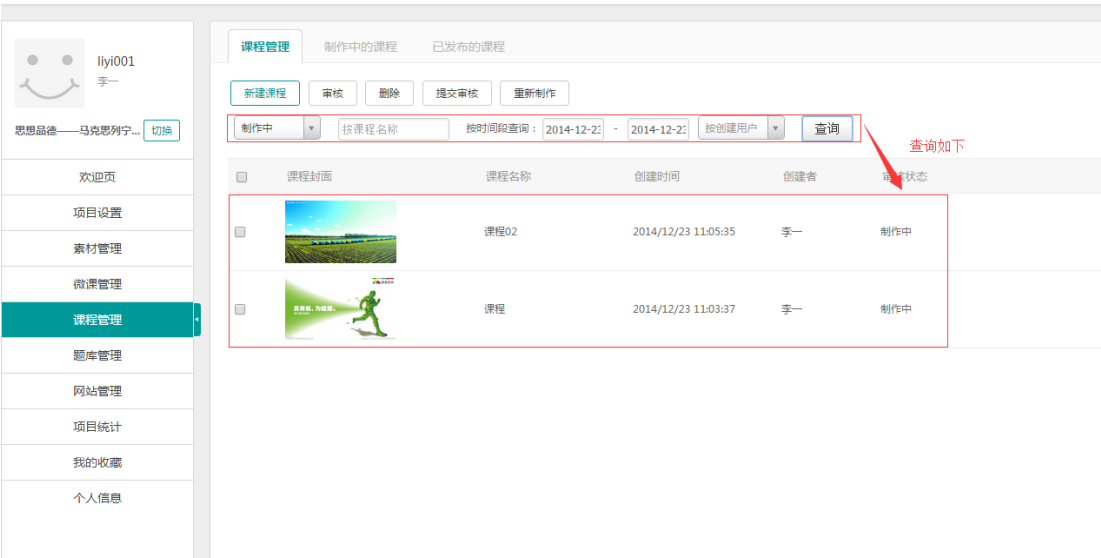 liyi001
李一
思想品德——马克思列宁... 切换
欢迎页
项目设置
素材管理
微课管理
课程管理
题库管理
网站管理
项目统计
我的收藏
个人信息
课程管理 制作中的课程 已发布的课程
新建课程 审核 删除 提交审核 重新制作
制作中 按课程名称 按时间段查询： 2014-12-23 - 2014-12-23 按创建用户 查询
查询如下
课程封面 课程名称 创建时间 创建者 审核状态
课程02 2014/12/23 11:05:35 李一 制作中
课程 2014/12/23 11:03:37 李一 制作中